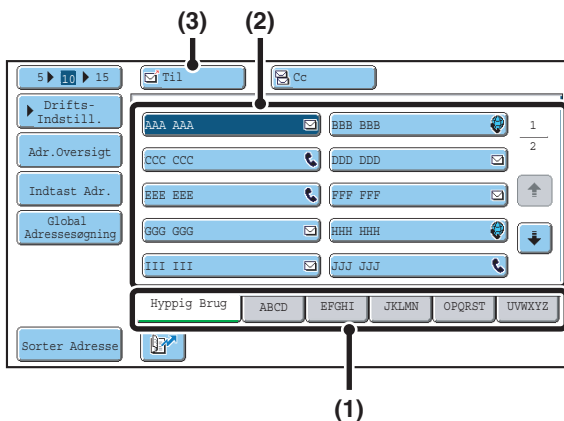 (3) (2)
5 10 15 Til Cc
Drifts-
Indstill.
AAA AAA BBB BBB 1
Adr.Oversigt CCC CCC DDD DDD 2
Indtast Adr. EEE EEE FFF FFF
Global
Adressesøgning GGG GGG HHH HHH
III III JJJ JJJ
Hyppig Brug ABCD EFGHI JKLMN OPQRST UVWXYZ
Sorter Adresse
(1)